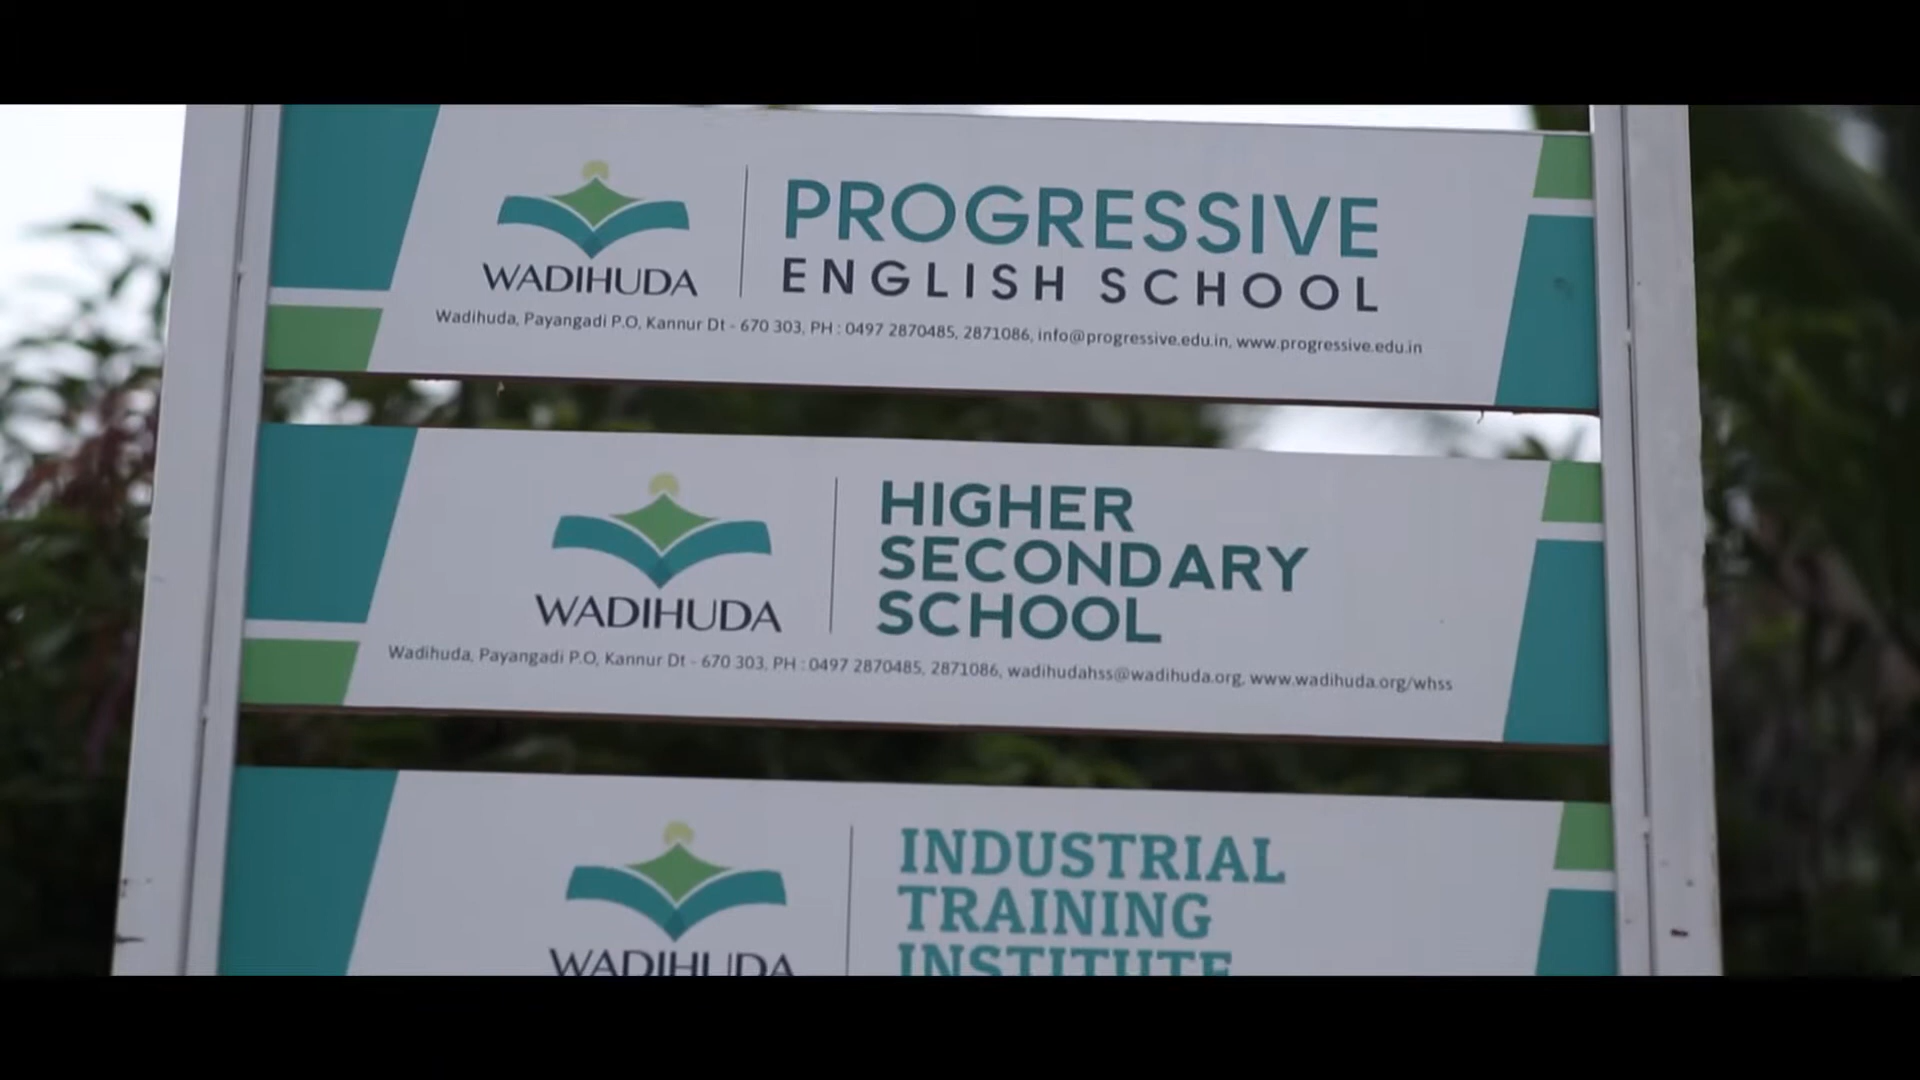 WADIHUDA
PROGRESSIVE
ENGLISH SCHOOL
Wadihuda, Payangadi P.O, Kannur Dt - 670 303, PH : 0497 2870485, 2871086, info@progressive.edu.in, www.progressive.edu.in
WADIHUDA
HIGHER
SECONDARY
SCHOOL
Wadihuda, Payangadi P.O, Kannur Dt - 670 303, PH : 0497 2870485, 2871086, wadihudahss@wadihuda.org, www.wadihuda.org/whss
WADIHUDA
INDUSTRIAL
TRAINING
INSTITUTE